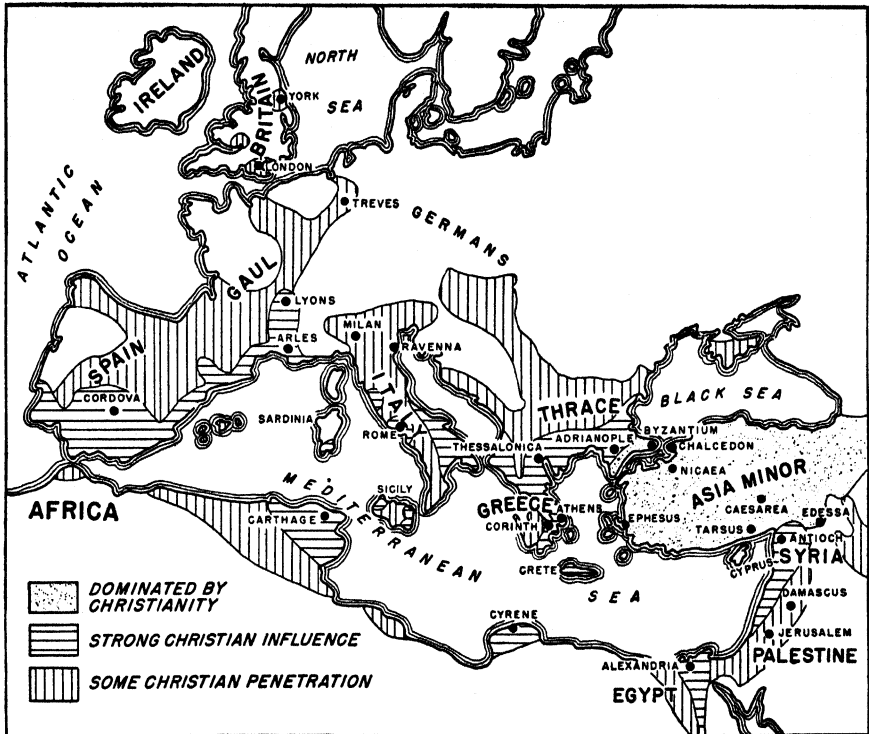 IRELAND
NORTH
SEA
BRITAIN
YORK
LONDON
ATLANTIC
OCEAN
TREVES
GERMANS
GAUL
LYONS
ARLES
MILAN
RAVENNA
ITALY
SPAIN
CORDOVA
SARDINIA
ROME
THRACE
BLACK SEA
BYZANTIUM
ADRIANOPLE
CHALCEDON
THESSALONICA
NICAEA
ASIA MINOR
MEDITERRANEAN
SEA
SICILY
GREECE
ATHENS
CORINTH
EPHESUS
CAESAREA
EDESSA
TARSUS
ANTIOCH
SYRIA
CYPRUS
AFRICA
CARTHAGE
CRETE
DAMASCUS
CYRENE
JERUSALEM
PALESTINE
ALEXANDRIA
EGYPT
DOMINATED BY
CHRISTIANITY
STRONG CHRISTIAN INFLUENCE
SOME CHRISTIAN PENETRATION